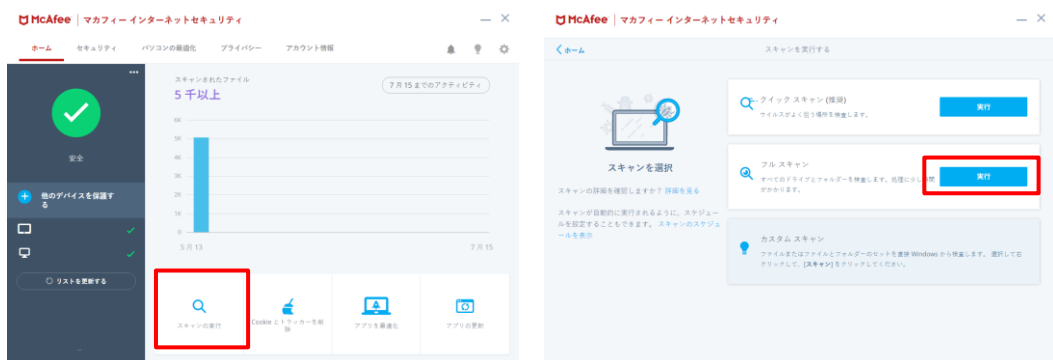 McAfee | マカフィー インターネットセキュリティ
ホーム セキュリティ パソコンの最適化 プライバシー アカウント情報
安全
他のデバイスを保護す
る
リストを更新する
スキャンされたファイル
5 千以上
7 月 15 までのアクティビティ
6K
5K
4K
3K
2K
1K
0
5 月 13
7 月 15
スキャンの実行
Cookie とトラッカーを削
除
アプリを最適化
アプリの更新
McAfee | マカフィー インターネットセキュリティ
ホーム
スキャンを実行する
スキャンを選択
スキャンの詳細を確認しますか? 詳細を見る
スキャンが自動的に実行されるように、スケジュー
ルを設定することもできます。 スキャンのスケジュ
ールを表示
クイック スキャン (推奨)
ウイルスがよく狙う場所を検査します。
実行
フル スキャン
すべてのドライブとフォルダーを検査します。処理に少し時間
がかかります。
実行
カスタム スキャン
ファイルまたはファイルとフォルダーのセットを直接 Windows から検査します。 選択して右
クリックして、[スキャン] をクリックしてください。